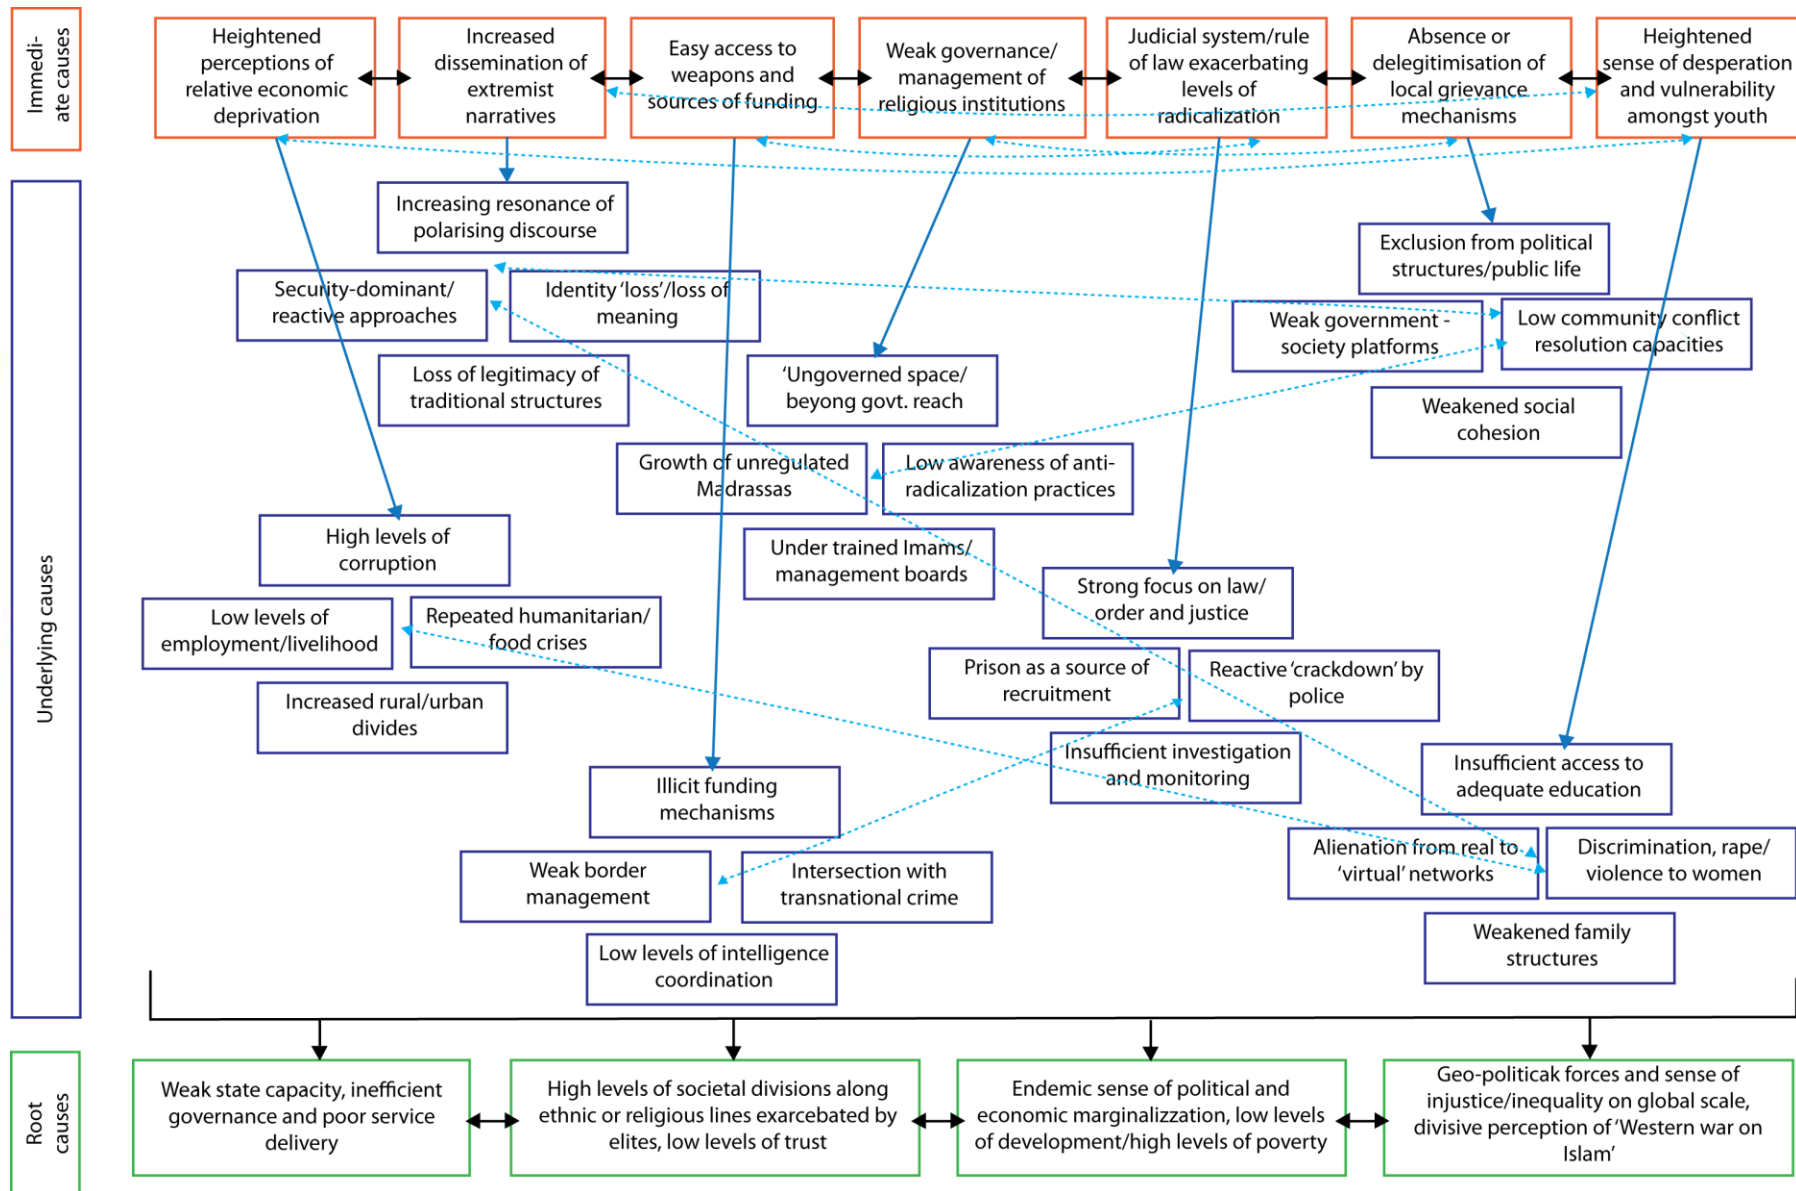 Immedi-
ate causes
Heightened
perceptions of
relative economic
deprivation
Increased
dissemination of
extremist
narratives
Easy access to
weapons and
sources of funding
Weak governance/
management of
religious institutions
Judicial system/rule
of law exacerbating
levels of
radicalization
Absence or
delegitimisation of
local grievance
mechanisms
Heightened
sense of desperation
and vulnerability
amongst youth
Underlying causes
Increasing resonance of
polarising discourse
Security-dominant/
reactive approaches
Identity ‘loss’/loss of
meaning
Loss of legitimacy of
traditional structures
Exclusion from political
structures/public life
Weak government -
society platforms
Low community conflict
resolution capacities
Weakened social
cohesion
‘Ungoverned space/
beyong govt. reach
Growth of unregulated
Madrassas
Low awareness of anti-
radicalization practices
Under trained Imams/
management boards
High levels of
corruption
Low levels of
employment/livelihood
Repeated humanitarian/
food crises
Increased rural/urban
divides
Strong focus on law/
order and justice
Prison as a source of
recruitment
Reactive ‘crackdown’ by
police
Insufficient investigation
and monitoring
Illicit funding
mechanisms
Weak border
management
Intersection with
transnational crime
Low levels of intelligence
coordination
Insufficient access to
adequate education
Alienation from real to
‘virtual’ networks
Discrimination, rape/
violence to women
Weakened family
structures
Root
causes
Weak state capacity, inefficient
governance and poor service
delivery
High levels of societal divisions along
ethnic or religious lines exarcebated by
elites, low levels of trust
Endemic sense of political and
economic marginalizzation, low levels
of development/high levels of poverty
Geo-politicak forces and sense of
injustice/inequality on global scale,
divisive perception of ‘Western war on
Islam’